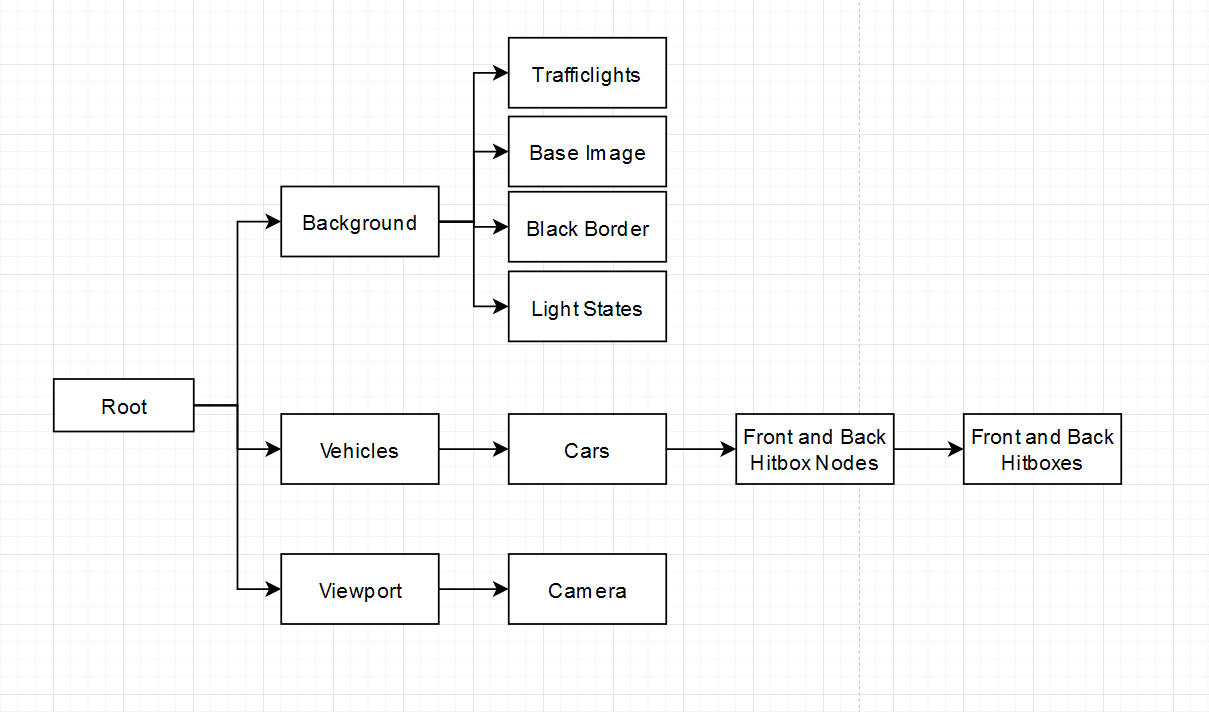 Trafficlights
Base Image
Background
Black Border
Light States
Root
Vehicles
Cars
Front and Back
Hitbox Nodes
Front and Back
Hitboxes
Viewport
Camera